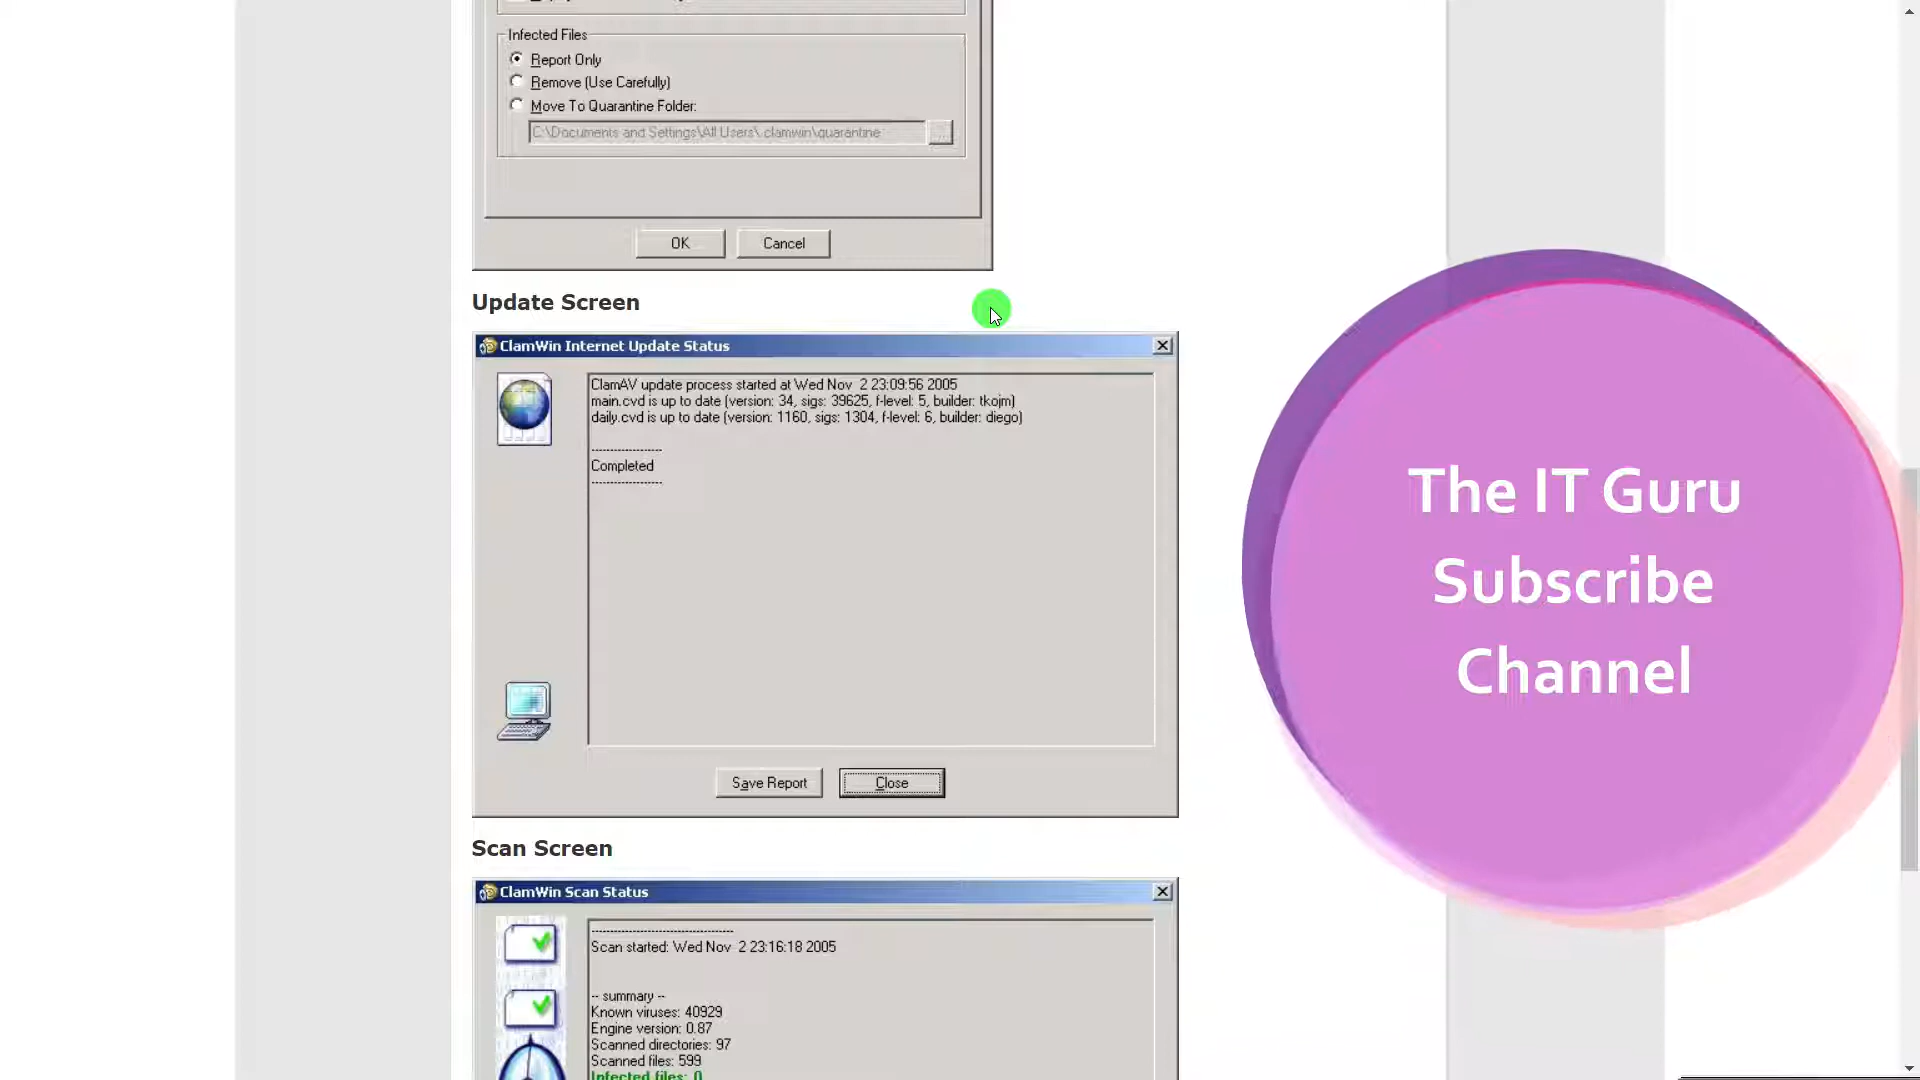 Infected Files
Report Only
Remove (Use Carefully)
Move To Quarantine Folder:
C:\Documents and Settings\All Users\.clamwin\quarantine
...
OK
Cancel
Update Screen
ClamWin Internet Update Status
ClamAV update process started at Wed Nov 2 23:09:56 2005
main.cvd is up to date (version: 34, sigs: 39625, f-level: 5, builder: tkojm)
daily.cvd is up to date (version: 1160, sigs: 1304, f-level: 6, builder: diego)
-------------------
Completed
-------------------
Save Report
Close
Scan Screen
ClamWin Scan Status
--------------------------------------
Scan started: Wed Nov 2 23:16:18 2005
-- summary --
Known viruses: 40929
Engine version: 0.87
Scanned directories: 97
Scanned files: 599
Infected files: 0
The IT Guru
Subscribe
Channel